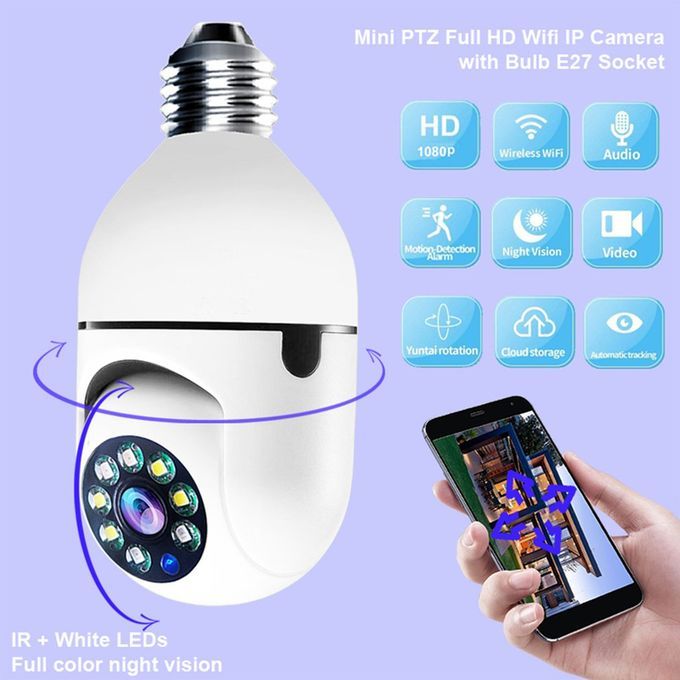 Mini PTZ Full HD Wifi IP Camera
with Bulb E27 Socket
HD
1080P
Wireless WiFi
Audio
Motion-Detection
Alarm
Night Vision
Video
Yuntai rotation
Cloud storage
Automatic tracking
IR + White LEDs
Full color night vision